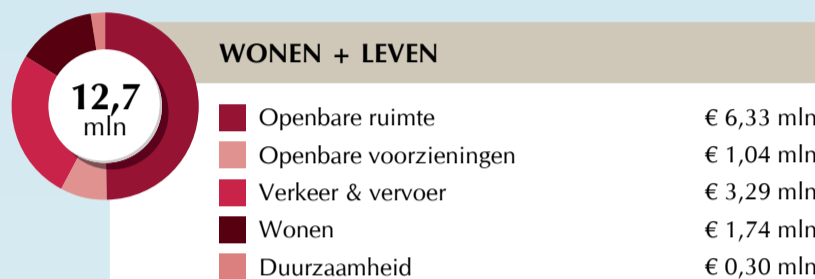 12,7
mln
WONEN + LEVEN
Openbare ruimte € 6,33 mln
Openbare voorzieningen € 1,04 mln
Verkeer & vervoer € 3,29 mln
Wonen € 1,74 mln
Duurzaamheid € 0,30 mln